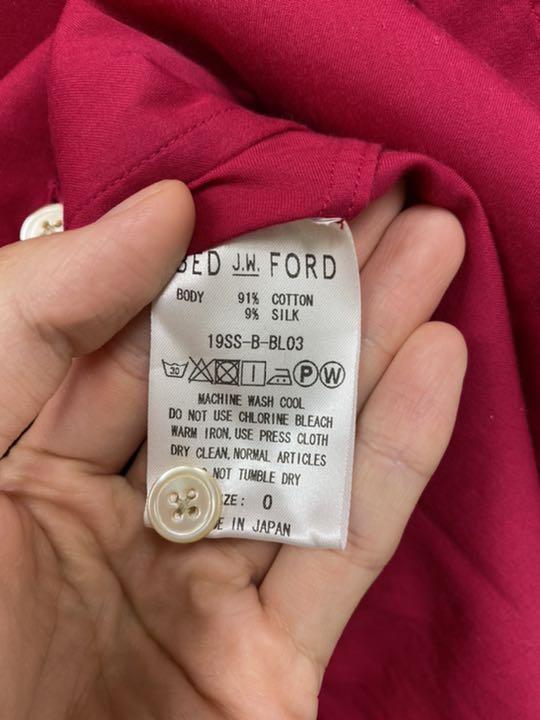 BED J.W. FORD
BODY 91% COTTON
9% SILK
19SS-B-BL03
30 P W
MACHINE WASH COOL
DO NOT USE CHLORINE BLEACH
WARM IRON, USE PRESS CLOTH
DRY CLEAN, NORMAL ARTICLES
NOT TUMBLE DRY
ZE: 0
E IN JAPAN